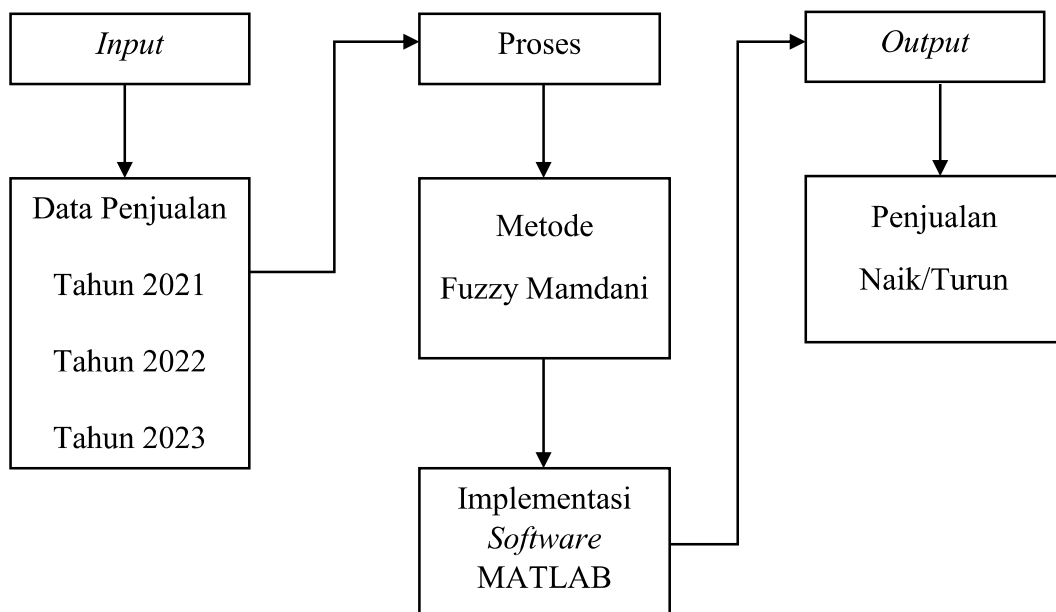 Input
Data Penjualan
Tahun 2021
Tahun 2022
Tahun 2023
Proses
Metode
Fuzzy Mamdani
Implementasi
Software
MATLAB
Output
Penjualan
Naik/Turun